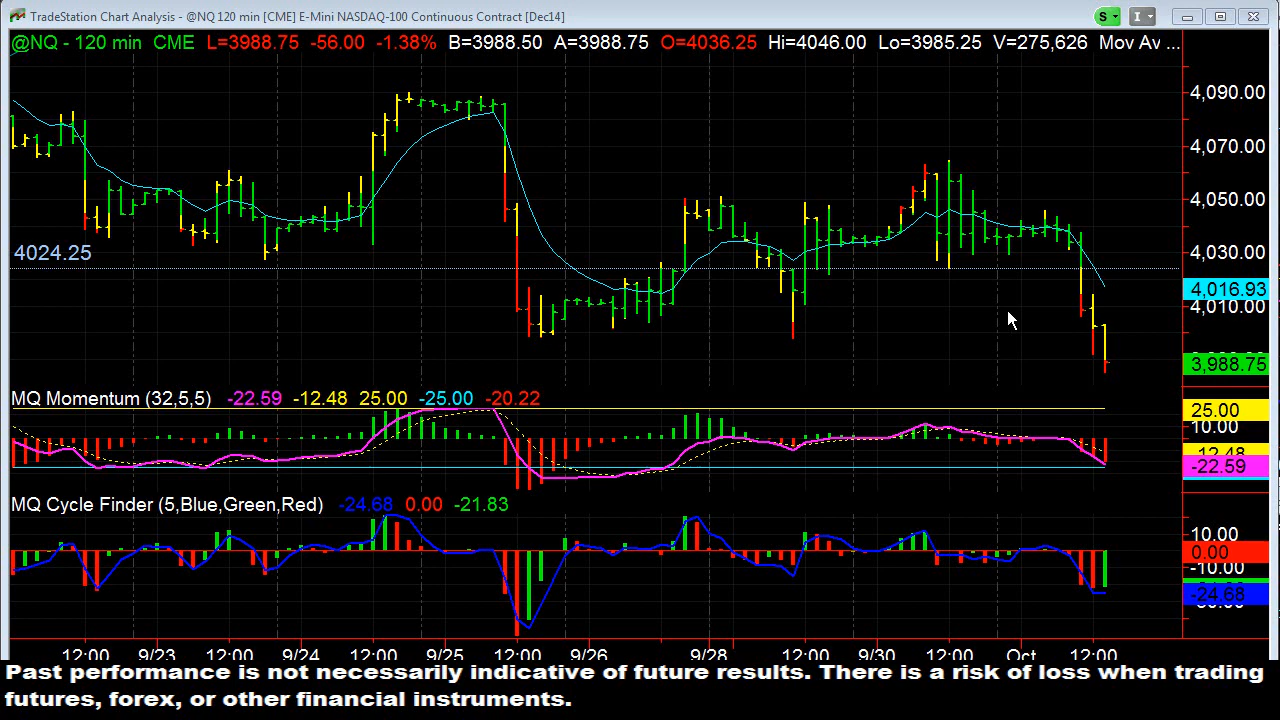 TradeStation Chart Analysis - @NQ 120 min [CME] E-Mini NASDAQ-100 Continuous Contract [Dec14]
S I
@NQ - 120 min CME L=3988.75 -56.00 -1.38% B=3988.50 A=3988.75 O=4036.25 Hi=4046.00 Lo=3985.25 V=275,626 Mov Av ...
4,090.00
4,070.00
4,050.00
4,030.00
4024.25
4,016.93
4,010.00
3,988.75
MQ Momentum (32,5,5) -22.59 -12.48 25.00 -25.00 -20.22
25.00
10.00
-12.48
-22.59
MQ Cycle Finder (5,Blue,Green,Red) -24.68 0.00 -21.83
10.00
0.00
-10.00
-24.68
12:00 9/23 12:00 9/24 12:00 9/25 12:00 9/26 9/28 12:00 9/30 12:00 Oct 12:00
Past performance is not necessarily indicative of future results. There is a risk of loss when trading
futures, forex, or other financial instruments.